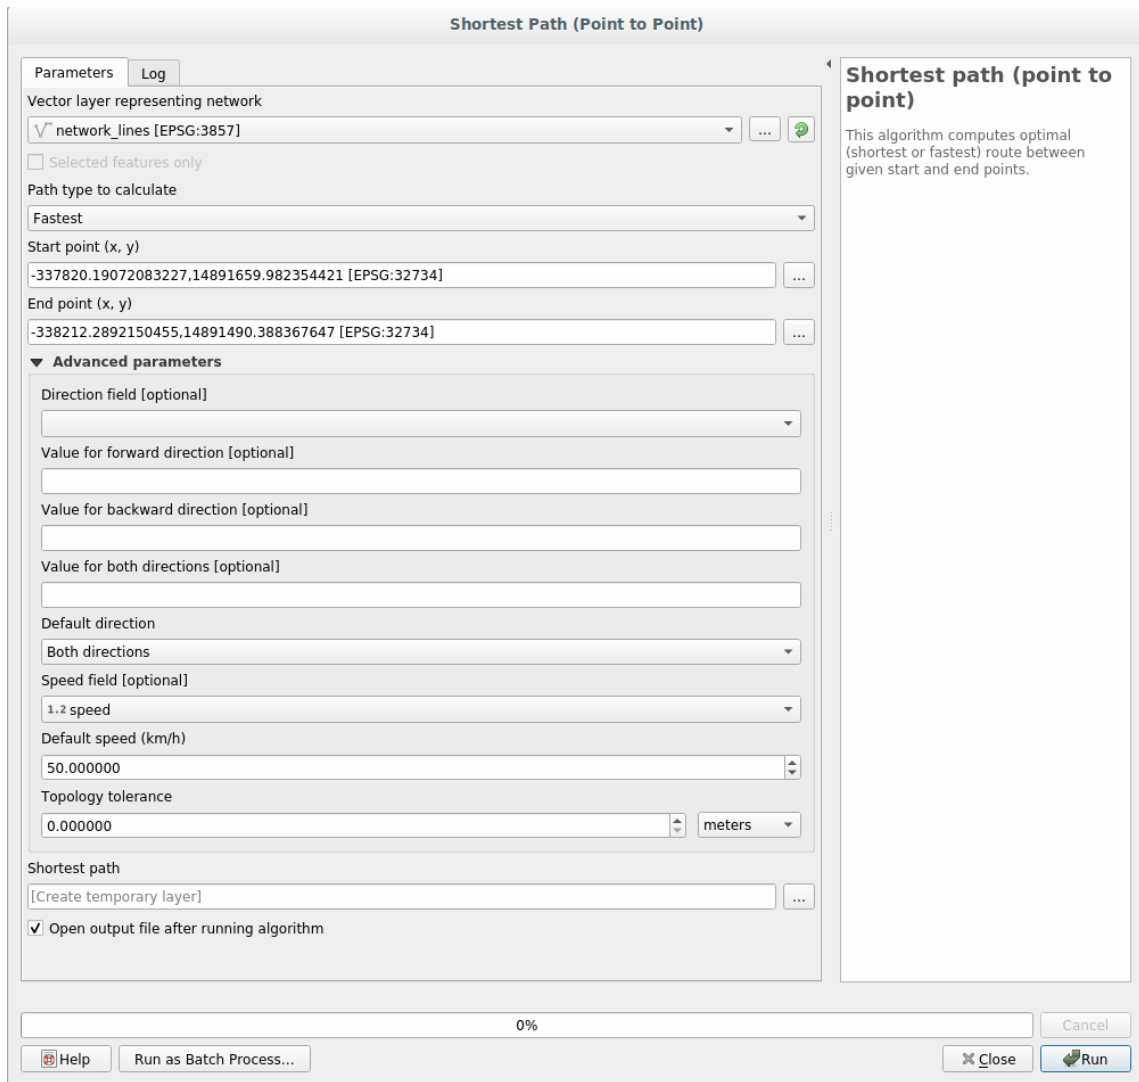 Shortest Path (Point to Point)
Parameters
Log
Vector layer representing network
network_lines [EPSG:3857]
...
Selected features only
Path type to calculate
Fastest
Start point (x, y)
-337820.19072083227,14891659.982354421 [EPSG:32734]
...
End point (x, y)
-338212.2892150455,14891490.388367647 [EPSG:32734]
...
Advanced parameters
Direction field [optional]
Value for forward direction [optional]
Value for backward direction [optional]
Value for both directions [optional]
Default direction
Both directions
Speed field [optional]
1.2 speed
Default speed (km/h)
50.000000
Topology tolerance
0.000000
meters
Shortest path
[Create temporary layer]
...
Open output file after running algorithm
Shortest path (point to
point)
This algorithm computes optimal
(shortest or fastest) route between
given start and end points.
0%
Cancel
Help
Run as Batch Process...
Close
Run